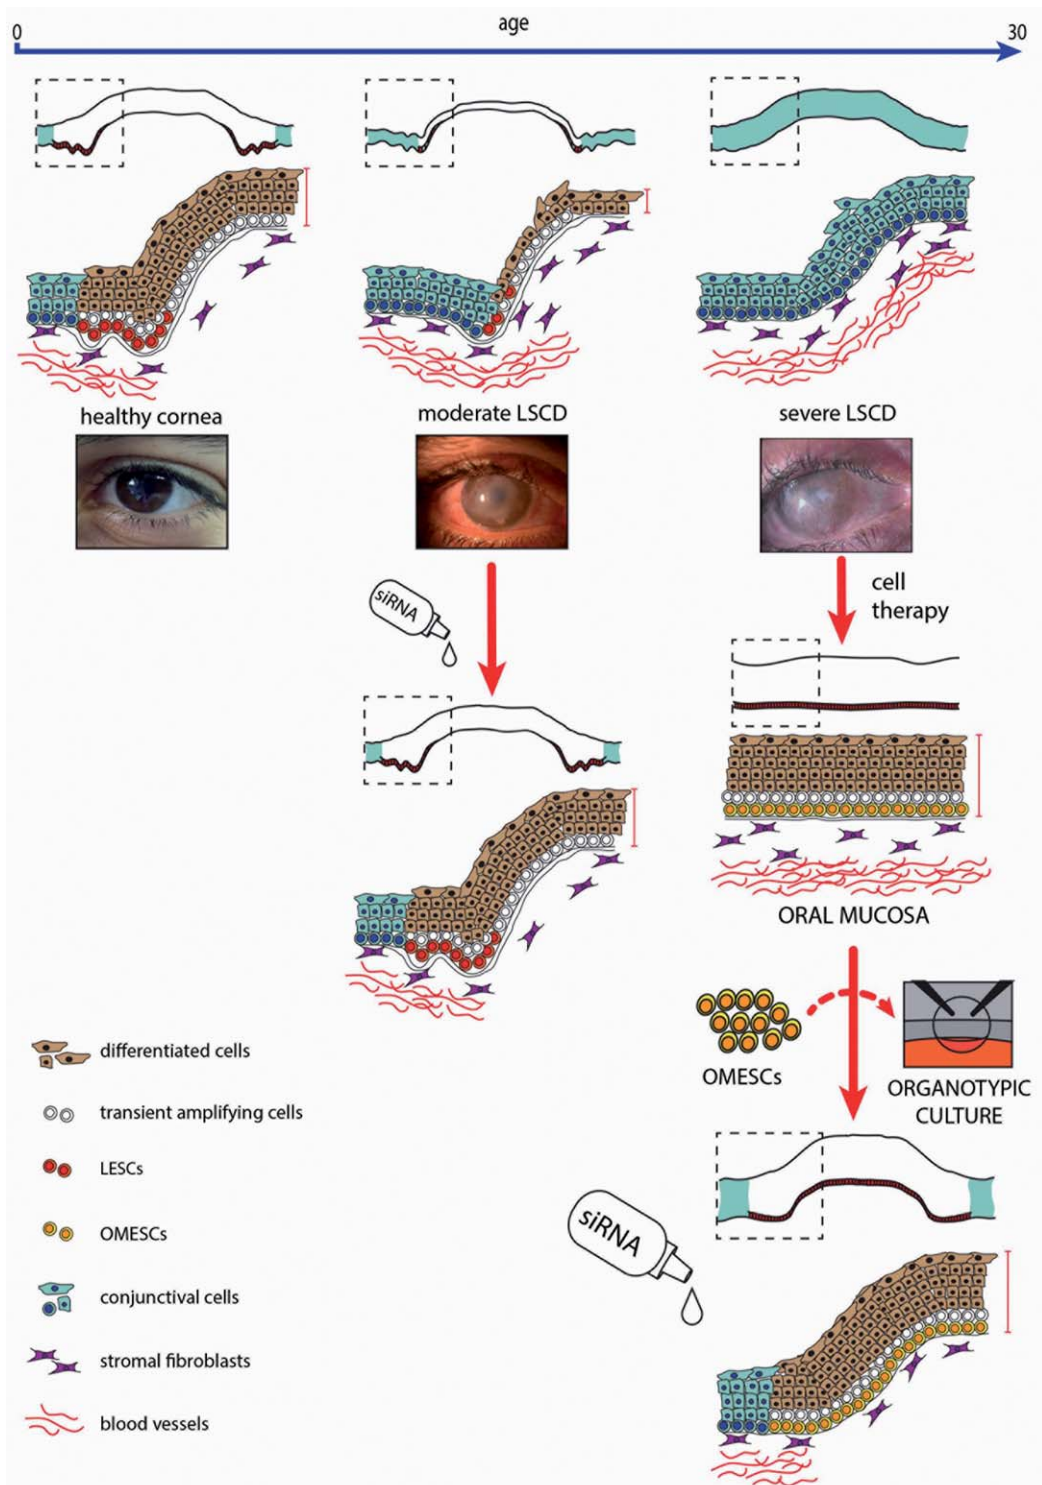 age
0
30
healthy cornea
moderate LSCD
severe LSCD
siRNA
cell
therapy
ORAL MUCOSA
OMESCs
ORGANOTYPIC
CULTURE
siRNA
differentiated cells
transient amplifying cells
LESCs
OMESCs
conjunctival cells
stromal fibroblasts
blood vessels